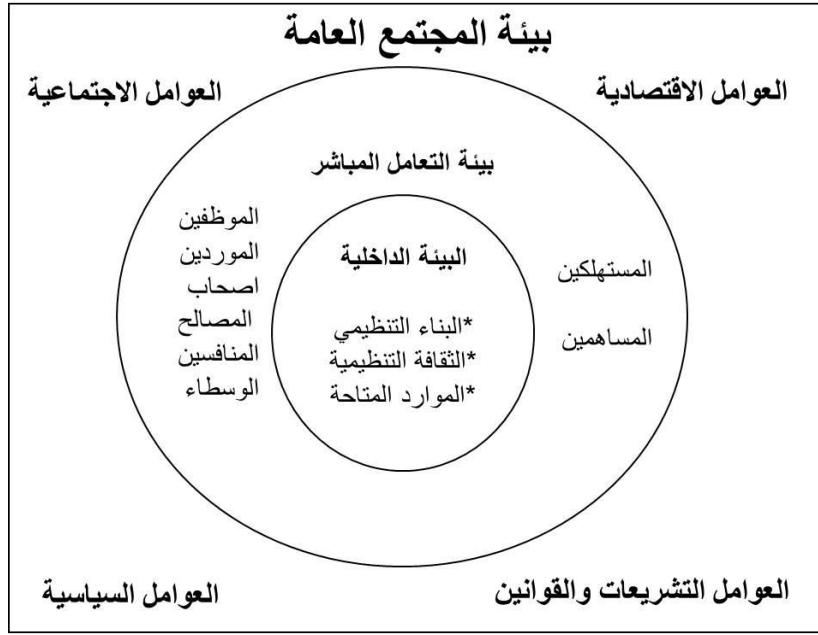 بيئة المجتمع العامة
العوامل الاقتصادية
العوامل الاجتماعية
بيئة التعامل المباشر
المستهلكين
المساهمين
البيئة الداخلية
*البناء التنظيمي
*الثقافة التنظيمية
*الموارد المتاحة
الموظفين
الموردين
اصحاب
المصالح
المنافسين
الوسطاء
العوامل التشريعات والقوانين
العوامل السياسية